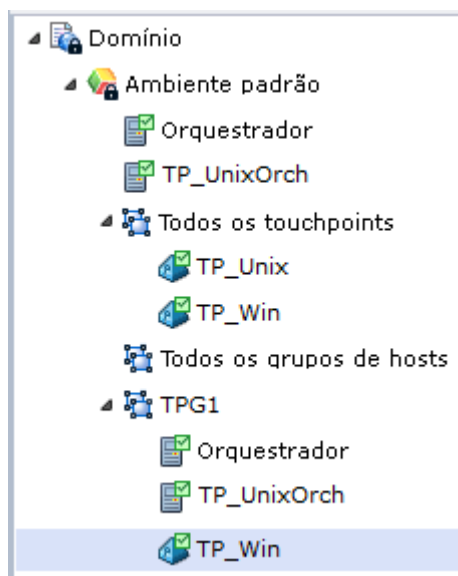 Domínio
Ambiente padrão
Orquestrador
TP_UnixOrch
Todos os touchpoints
TP_Unix
TP_Win
Todos os grupos de hosts
TPG1
Orquestrador
TP_UnixOrch
TP_Win